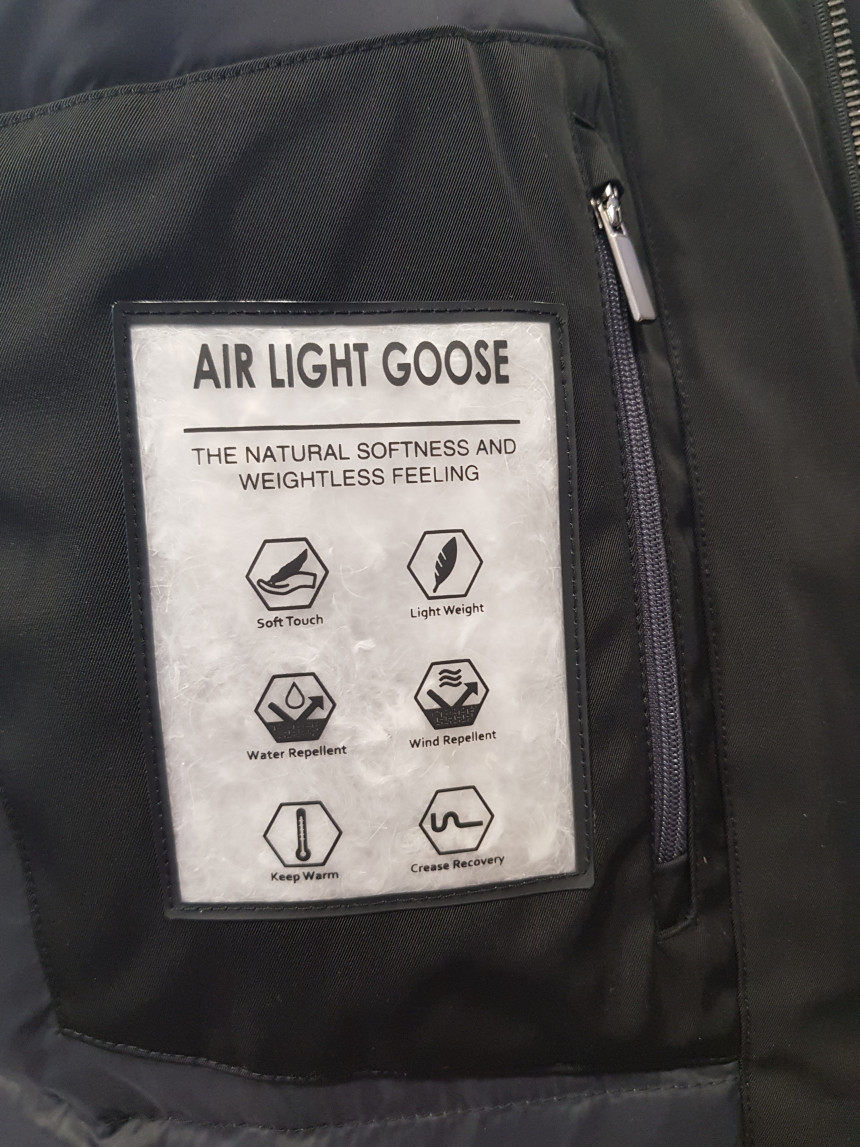 AIR LIGHT GOOSE
THE NATURAL SOFTNESS AND
WEIGHTLESS FEELING
Soft Touch
Light Weight
Water Repellent
Wind Repellent
Keep Warm
Crease Recovery